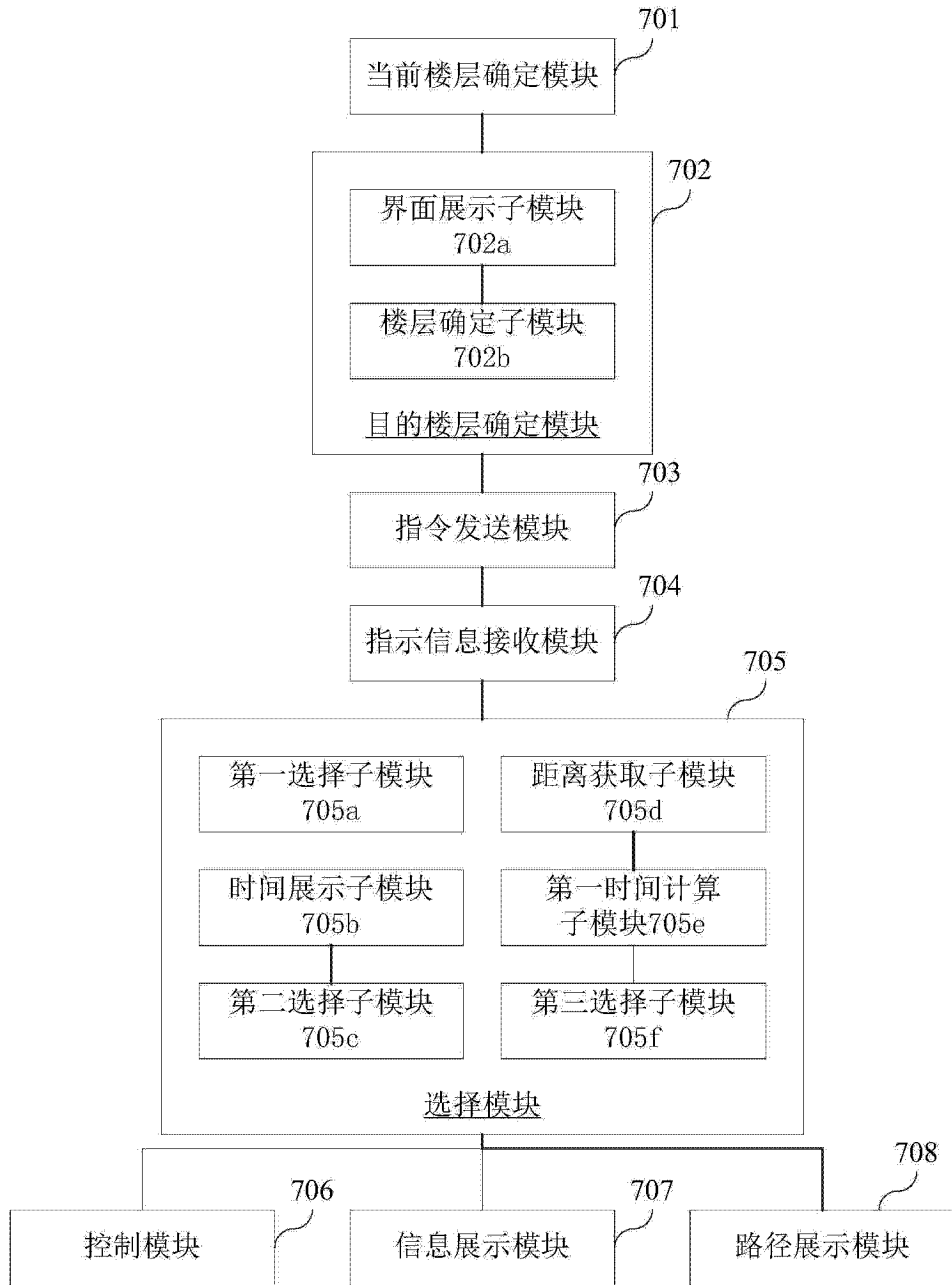 701
当前楼层确定模块
702
界面展示子模块
702a
楼层确定子模块
702b
目的楼层确定模块
703
指令发送模块
704
指示信息接收模块
705
第一选择子模块
705a
距离获取子模块
705d
时间展示子模块
705b
第一时间计算
子模块705e
第二选择子模块
705c
第三选择子模块
705f
选择模块
706
控制模块
707
信息展示模块
708
路径展示模块